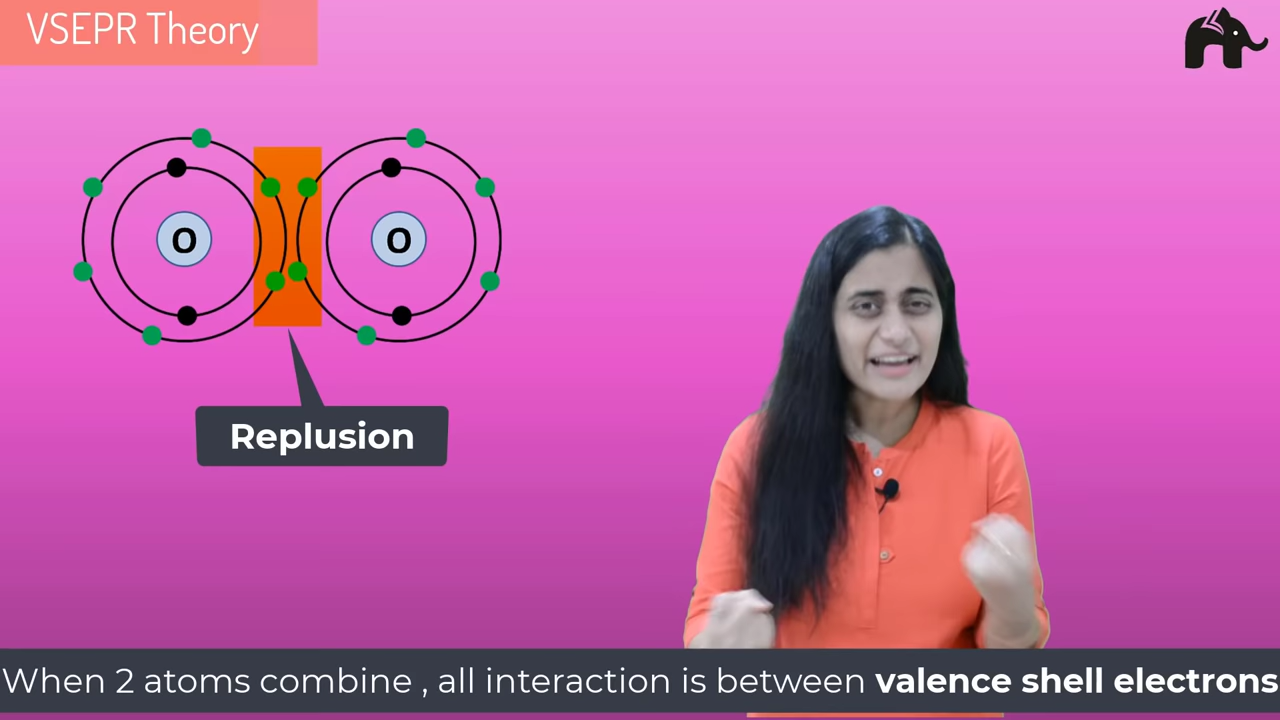 VSEPR Theory
O O
Replusion
When 2 atoms combine , all interaction is between valence shell electrons